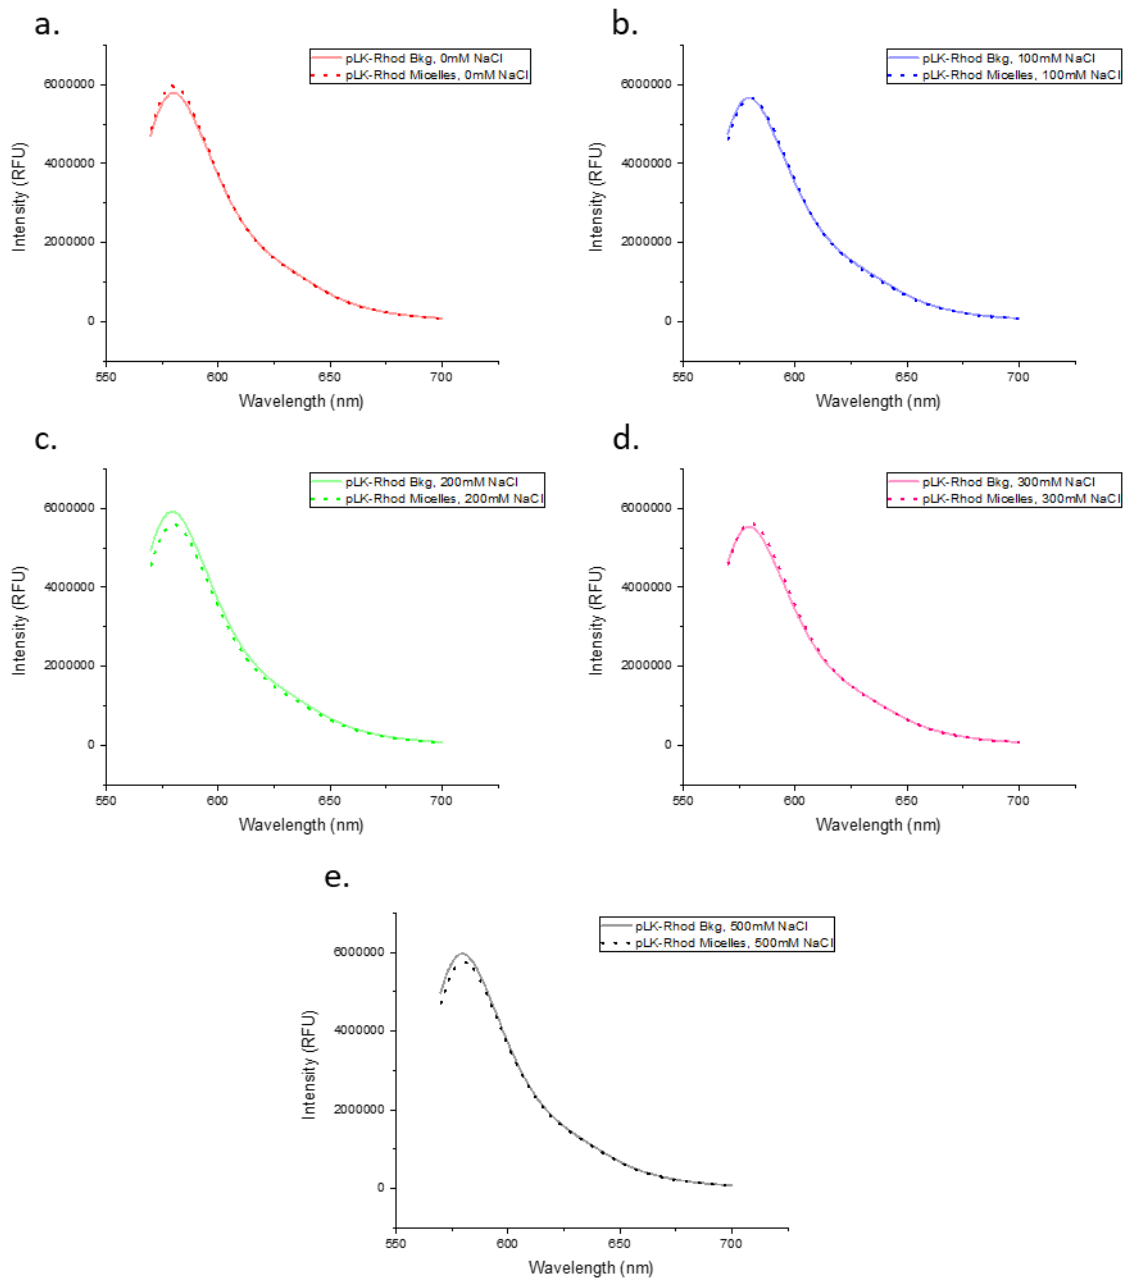 a.
pLK-Rhod Bkg, 0mM NaCl
pLK-Rhod Micelles, 0mM NaCl
6000000
4000000
2000000
0
Intensity (RFU)
550
600
650
700
Wavelength (nm)
b.
pLK-Rhod Bkg, 100mM NaCl
pLK-Rhod Micelles, 100mM NaCl
6000000
4000000
2000000
0
Intensity (RFU)
550
600
650
700
Wavelength (nm)
c.
pLK-Rhod Bkg, 200mM NaCl
pLK-Rhod Micelles, 200mM NaCl
6000000
4000000
2000000
0
Intensity (RFU)
550
600
650
700
Wavelength (nm)
d.
pLK-Rhod Bkg, 300mM NaCl
pLK-Rhod Micelles, 300mM NaCl
6000000
4000000
2000000
0
Intensity (RFU)
550
600
650
700
Wavelength (nm)
e.
pLK-Rhod Bkg, 500mM NaCl
pLK-Rhod Micelles, 500mM NaCl
6000000
4000000
2000000
0
Intensity (RFU)
550
600
650
700
Wavelength (nm)